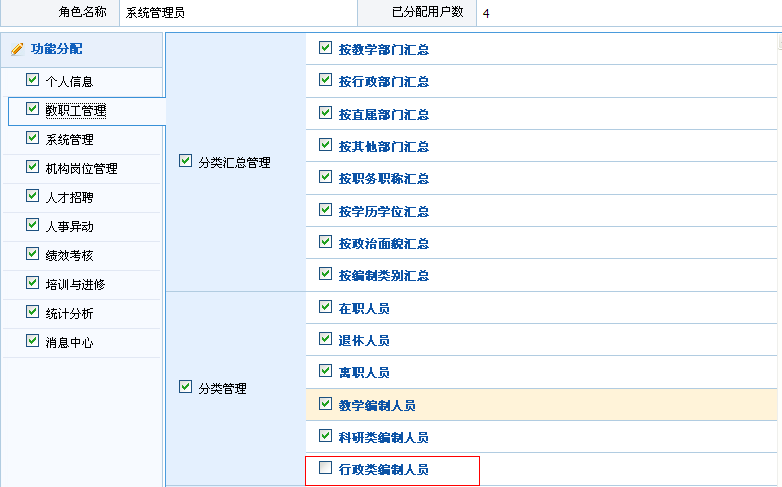 角色名称 系统管理员 已分配用户数 4
功能分配
个人信息
教职工管理
系统管理
机构岗位管理
人才招聘
人事异动
绩效考核
培训与进修
统计分析
消息中心
分类汇总管理
按教学部门汇总
按行政部门汇总
按直属部门汇总
按其他部门汇总
按职务职称汇总
按学历学位汇总
按政治面貌汇总
按编制类别汇总
分类管理
在职人员
退休人员
离职人员
教学编制人员
科研类编制人员
行政类编制人员